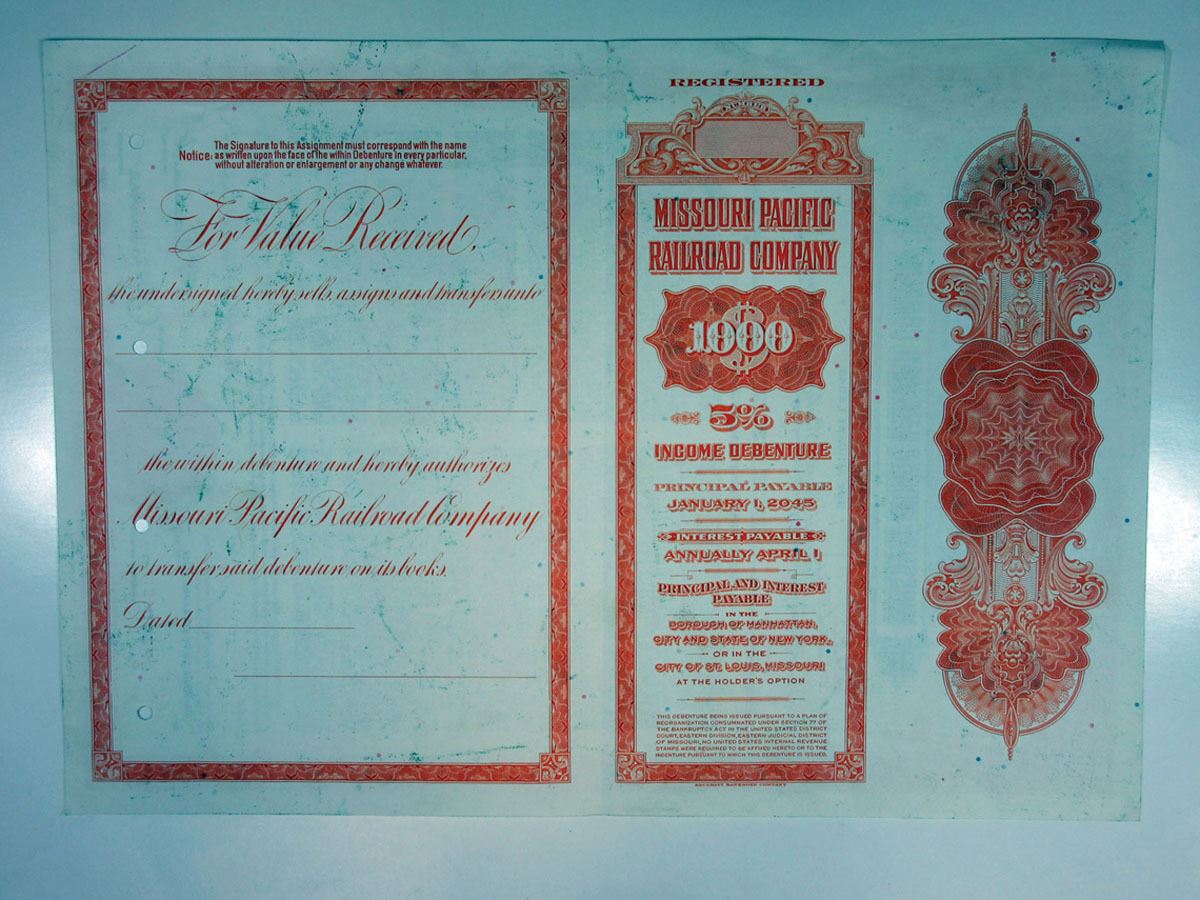 The Signature to this Assignment must correspond with the name
Notice: as written upon the face of the within Debenture in every particular,
without alteration or enlargement or any change whatever.
For Value Received,
the undersigned hereby sells, assigns and transfers unto
the within debenture and hereby authorizes
Missouri Pacific Railroad Company
to transfer said debenture on its books.
Dated
REGISTERED
NUMBER
MISSOURI PACIFIC
RAILROAD COMPANY
$1000
5%
INCOME DEBENTURE
PRINCIPAL PAYABLE
JANUARY 1, 2045
INTEREST PAYABLE
ANNUALLY APRIL 1
PRINCIPAL AND INTEREST
PAYABLE
IN THE
BOROUGH OF MANHATTAN,
CITY AND STATE OF NEW YORK,
OR IN THE
CITY OF ST. LOUIS, MISSOURI
AT THE HOLDER'S OPTION
THIS DEBENTURE BEING ISSUED PURSUANT TO A PLAN OF
REORGANIZATION CONSUMMATED UNDER SECTION 77 OF
THE BANKRUPTCY ACT IN THE UNITED STATES DISTRICT
COURT, EASTERN DIVISION, EASTERN JUDICIAL DISTRICT
OF MISSOURI, NO UNITED STATES INTERNAL REVENUE
STAMPS WERE REQUIRED TO BE AFFIXED HERETO OR TO THE
INDENTURE PURSUANT TO WHICH THIS DEBENTURE IS ISSUED.
SECURITY BANKNOTE COMPANY